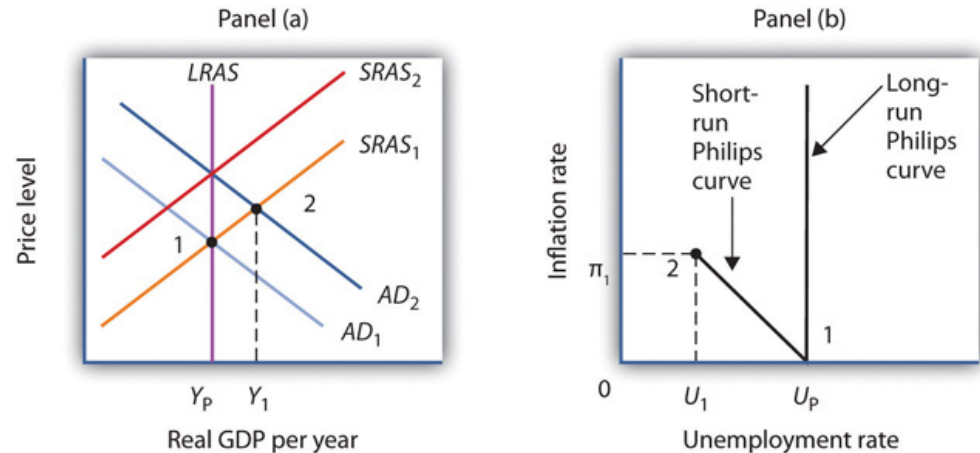 Panel (a)
Price level
LRAS
SRAS₂
SRAS₁
1
2
AD₂
AD₁
Yₚ
Y₁
Real GDP per year
Panel (b)
Inflation rate
Short-
run
Philips
curve
Long-
run
Philips
curve
π₁
2
1
0
U₁
Uₚ
Unemployment rate